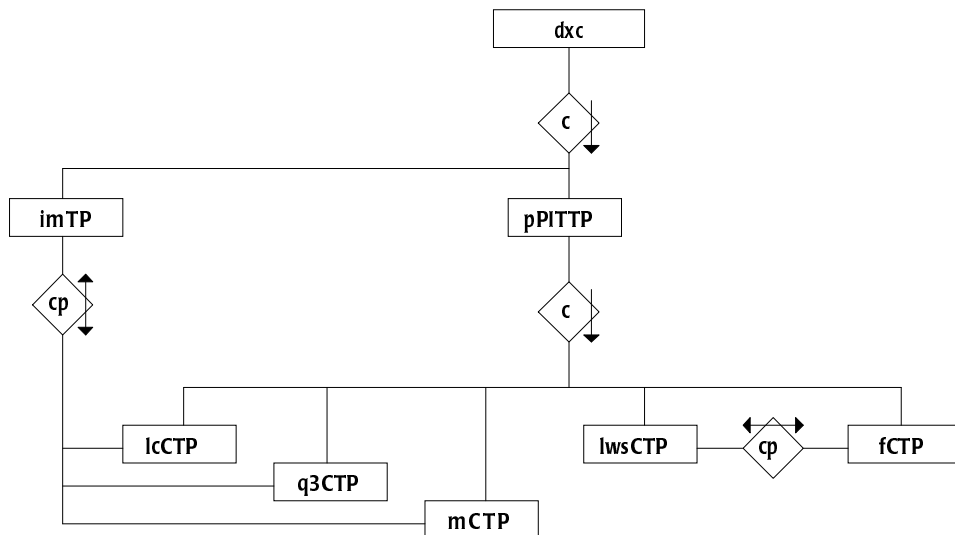 dxc
c
imTP
pPITTP
cp
c
lcCTP
lwsCTP
cp
fCTP
q3CTP
mCTP